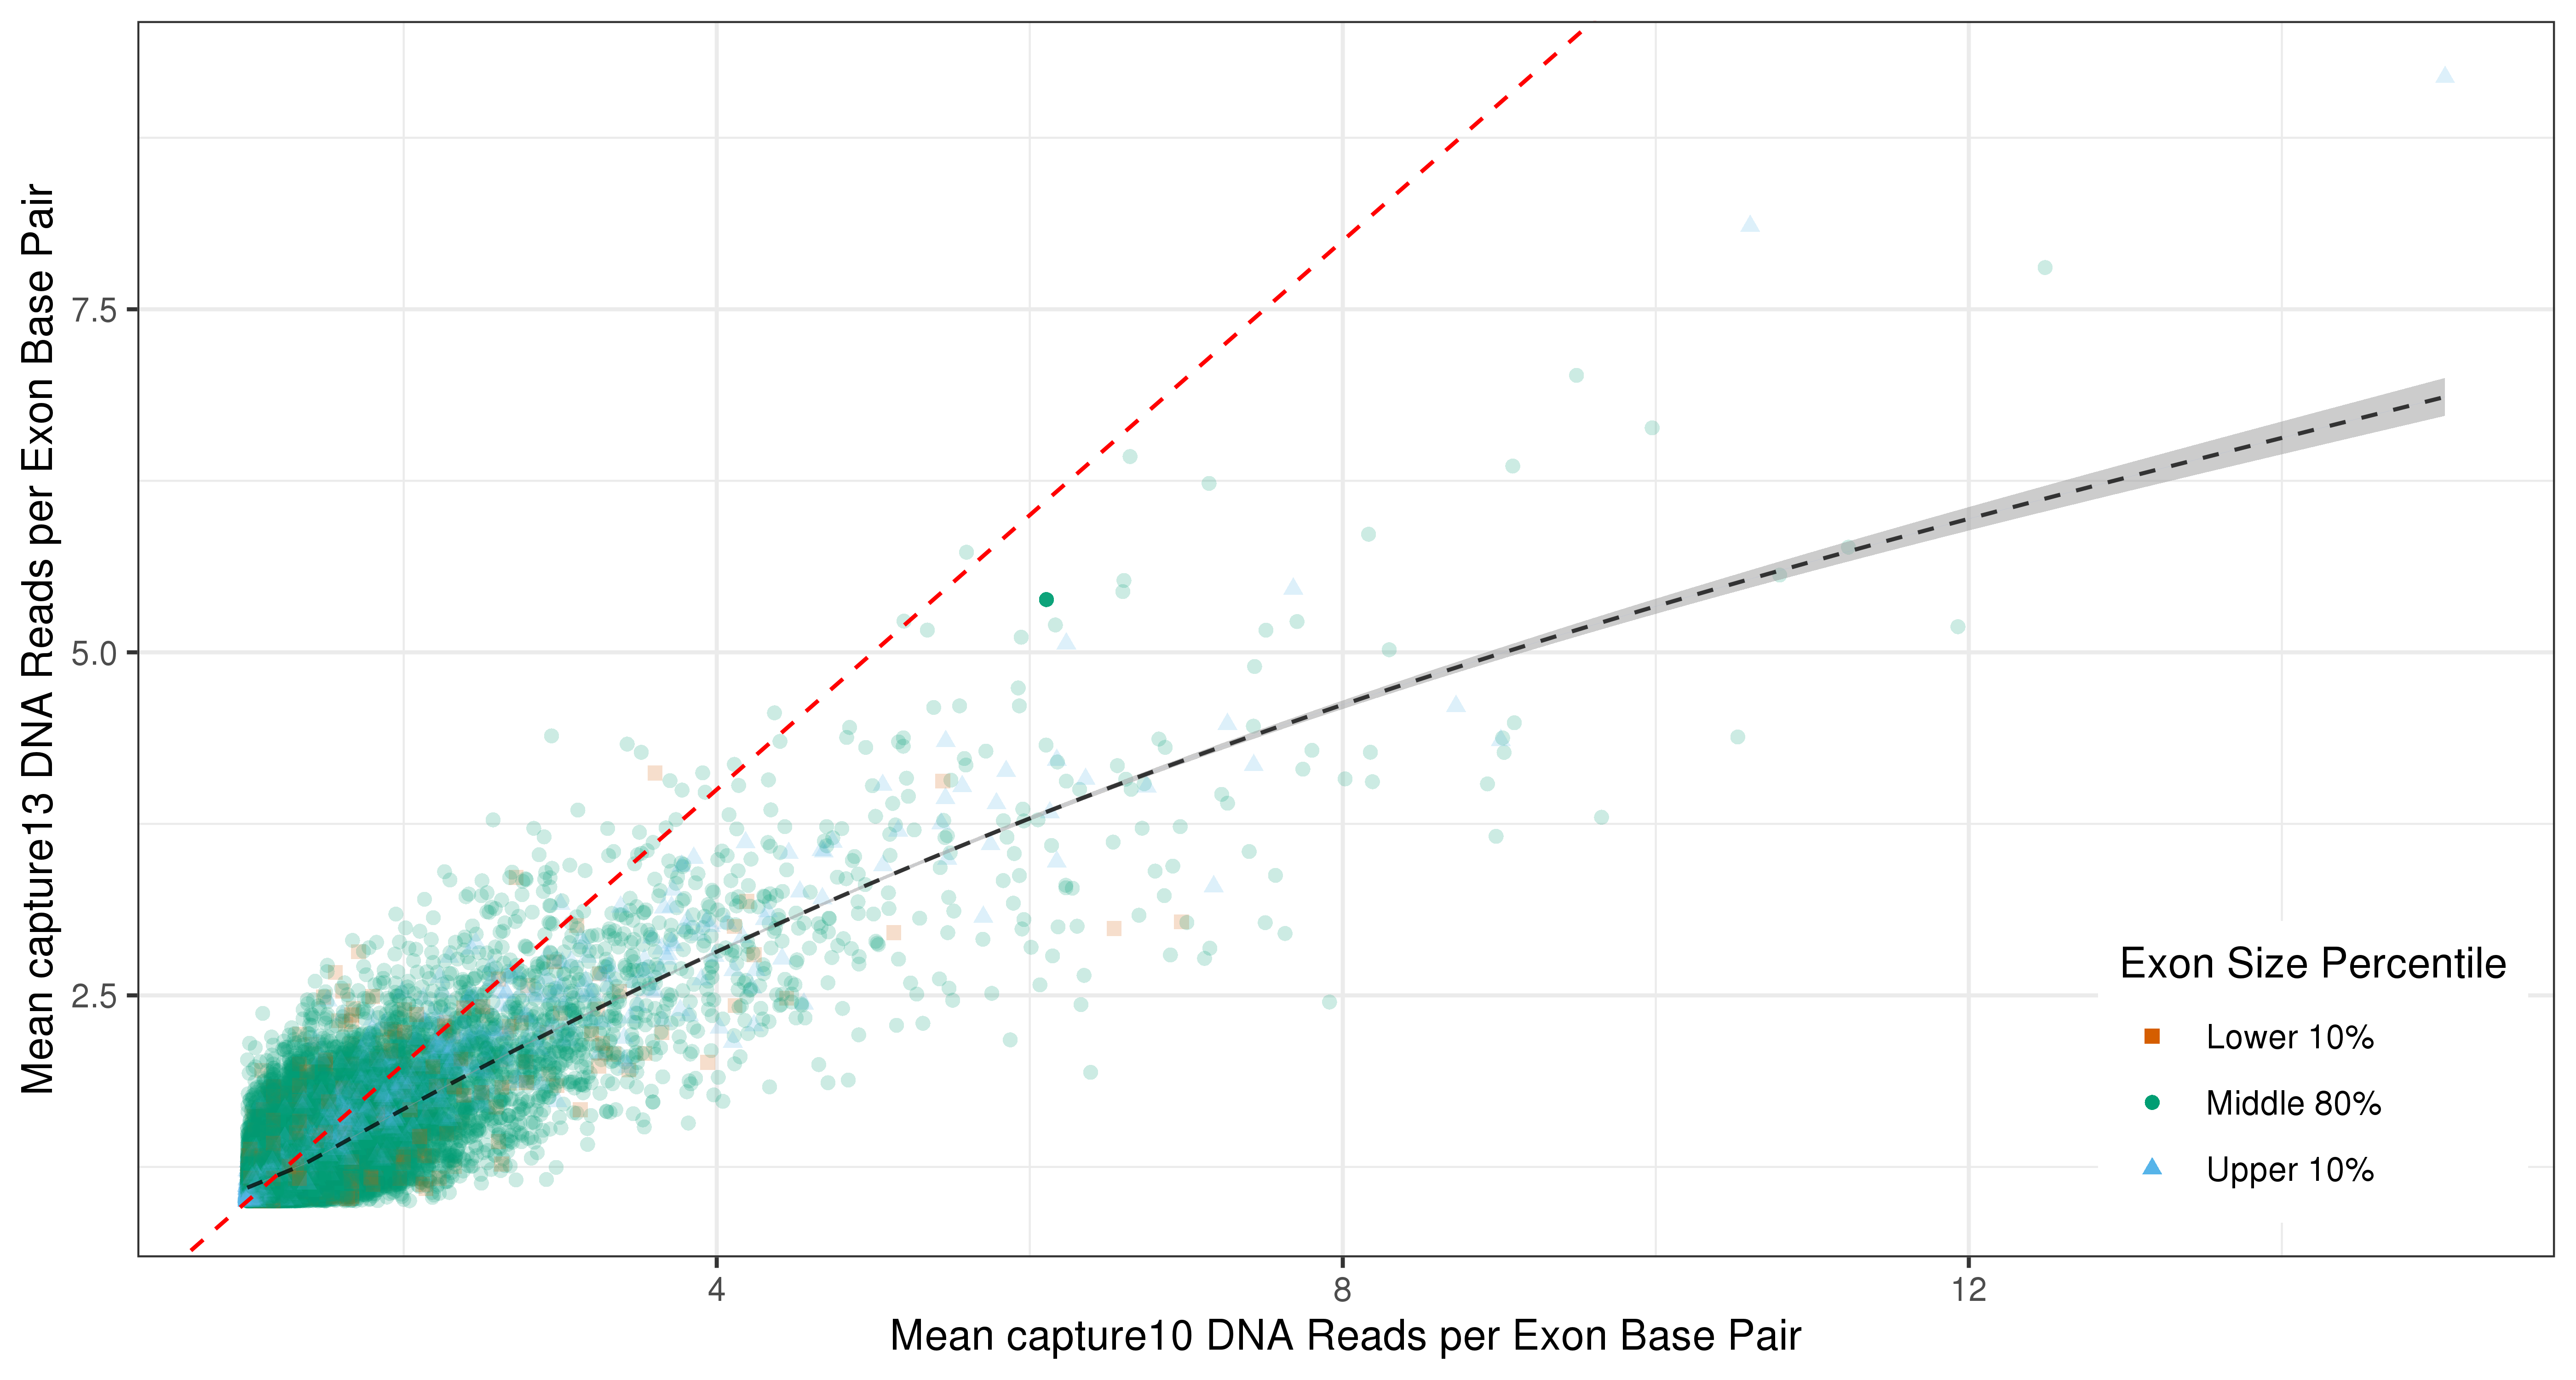 Mean capture13 DNA Reads per Exon Base Pair
7.5
5.0
2.5
4
8
12
Mean capture10 DNA Reads per Exon Base Pair
Exon Size Percentile
Lower 10%
Middle 80%
Upper 10%